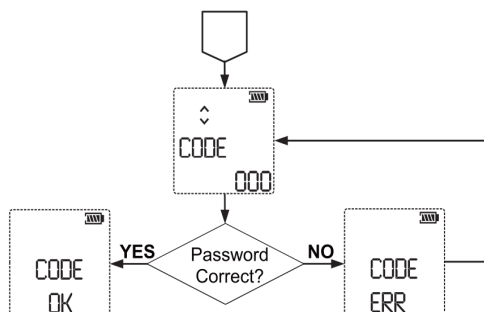 CODE
000
YES
Password
Correct?
NO
CODE
OK
CODE
ERR